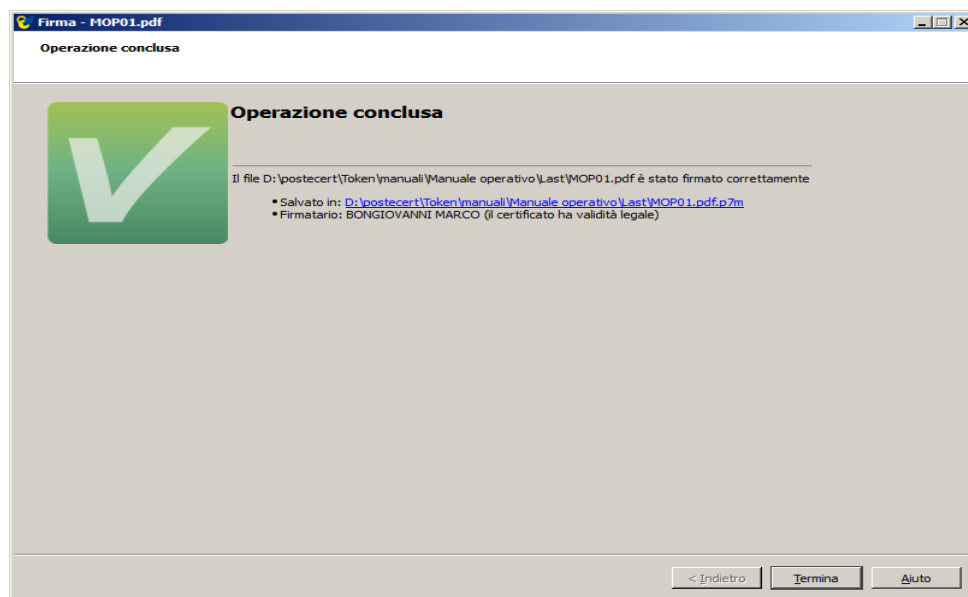 Firma - MOP01.pdf
Operazione conclusa
Operazione conclusa
Il file D:\postecert\Token\manuali\Manuale operativo\Last\MOP01.pdf è stato firmato correttamente
• Salvato in: D:\postecert\Token\manuali\Manuale operativo\Last\MOP01.pdf.p7m
• Firmatario: BONGIOVANNI MARCO (il certificato ha validità legale)
< Indietro Termina Aiuto